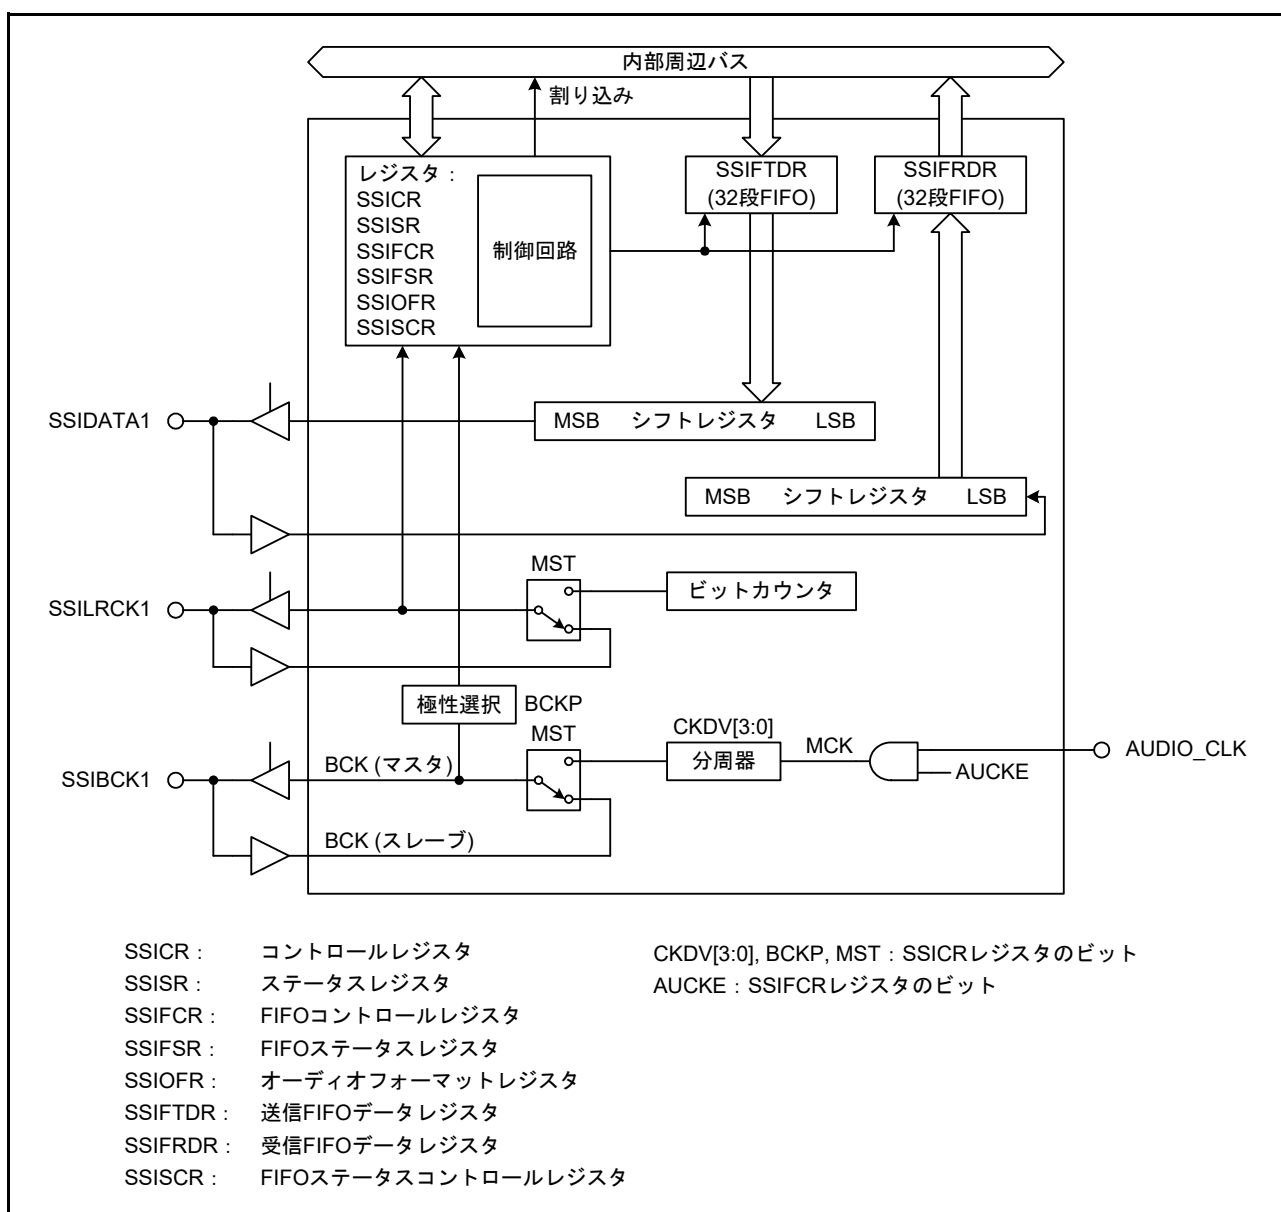 内部周辺バス
割り込み
レジスタ：
SSICR
SSISR
SSIFCR
SSIFSR
SSIOFR
SSISCR
制御回路
SSIFTDR
(32段FIFO)
SSIFRDR
(32段FIFO)
SSIDATA1
MSB シフトレジスタ LSB
MSB シフトレジスタ LSB
MST
SSILRCK1
ビットカウンタ
極性選択 BCKP
MST
CKDV[3:0]
SSIBCK1
BCK (マスタ)
分周器
MCK
AUCKE
AUDIO_CLK
BCK (スレーブ)
SSICR： コントロールレジスタ
SSISR： ステータスレジスタ
SSIFCR： FIFOコントロールレジスタ
SSIFSR： FIFOステータスレジスタ
SSIOFR： オーディオフォーマットレジスタ
SSIFTDR： 送信FIFOデータレジスタ
SSIFRDR： 受信FIFOデータレジスタ
SSISCR： FIFOステータスコントロールレジスタ
CKDV[3:0], BCKP, MST：SSICRレジスタのビット
AUCKE：SSIFCRレジスタのビット